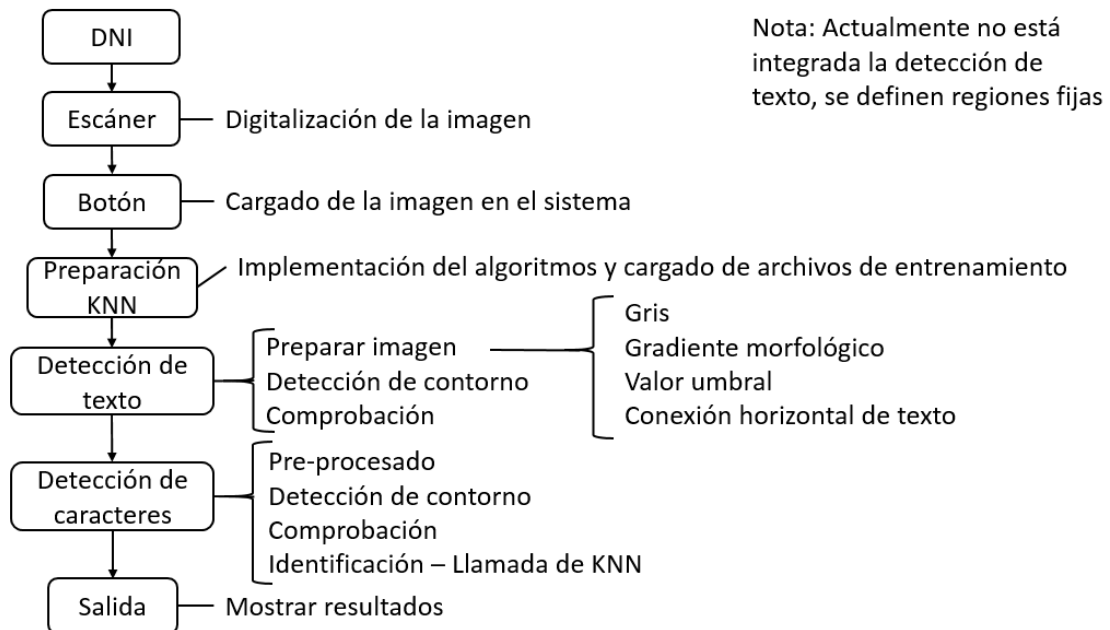 DNI
Nota: Actualmente no está
integrada la detección de
texto, se definen regiones fijas
Escáner
Digitalización de la imagen
Botón
Cargado de la imagen en el sistema
Preparación
KNN
Implementación del algoritmos y cargado de archivos de entrenamiento
Detección de
texto
Preparar imagen
Detección de contorno
Comprobación
Gris
Gradiente morfológico
Valor umbral
Conexión horizontal de texto
Detección de
caracteres
Pre-procesado
Detección de contorno
Comprobación
Identificación – Llamada de KNN
Salida
Mostrar resultados